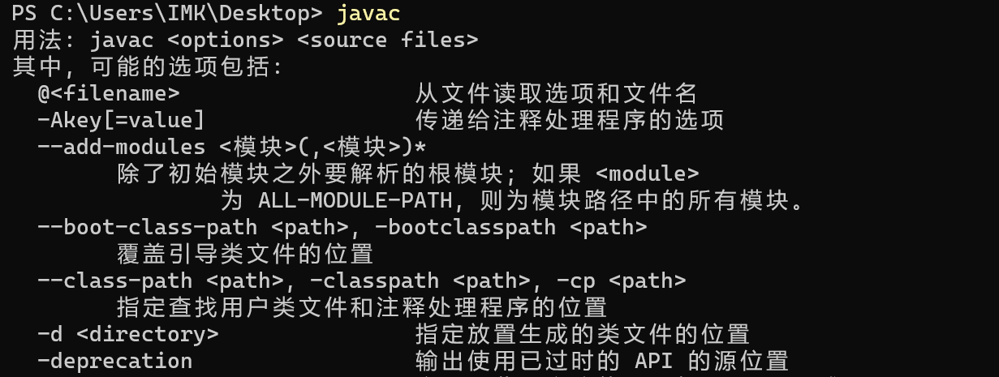 PS C:\Users\IMK\Desktop> javac
用法: javac <options> <source files>
其中, 可能的选项包括:
@<filename> 从文件读取选项和文件名
-Akey[=value] 传递给注释处理程序的选项
--add-modules <模块>(,<模块>)*
除了初始模块之外要解析的根模块; 如果 <module>
为 ALL-MODULE-PATH, 则为模块路径中的所有模块。
--boot-class-path <path>, -bootclasspath <path>
覆盖引导类文件的位置
--class-path <path>, -classpath <path>, -cp <path>
指定查找用户类文件和注释处理程序的位置
-d <directory> 指定放置生成的类文件的位置
-deprecation 输出使用已过时的 API 的源位置